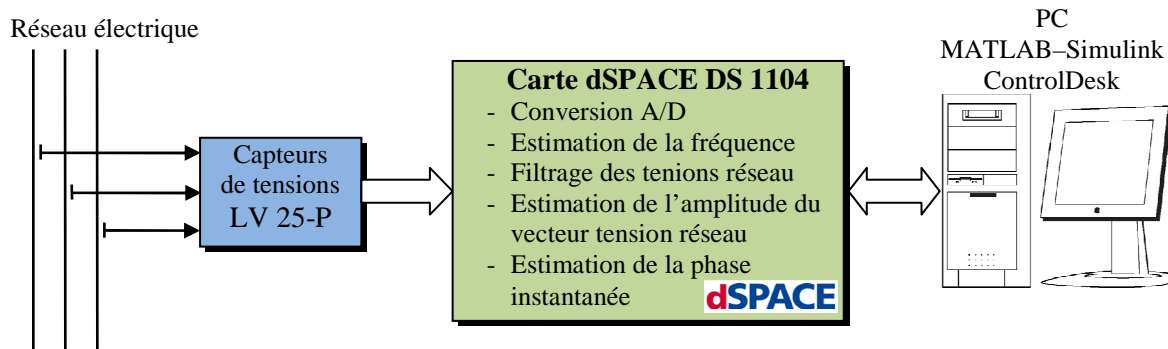 Réseau électrique
Capteurs
de tensions
LV 25-P
Carte dSPACE DS 1104
- Conversion A/D
- Estimation de la fréquence
- Filtrage des tenions réseau
- Estimation de l’amplitude du
vecteur tension réseau
- Estimation de la phase
instantanée
dSPACE
PC
MATLAB–Simulink
ControlDesk